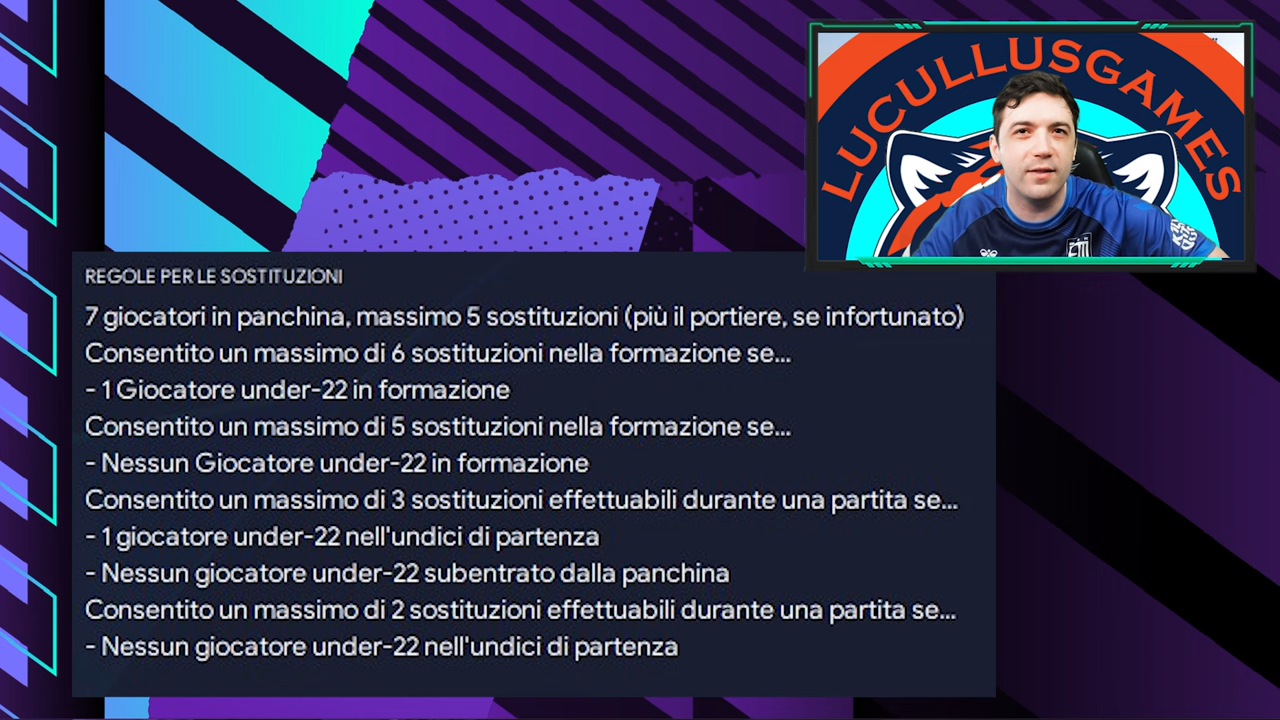 LUCULLUSGAMES
REGOLE PER LE SOSTITUZIONI
7 giocatori in panchina, massimo 5 sostituzioni (più il portiere, se infortunato)
Consentito un massimo di 6 sostituzioni nella formazione se...
- 1 Giocatore under-22 in formazione
Consentito un massimo di 5 sostituzioni nella formazione se...
- Nessun Giocatore under-22 in formazione
Consentito un massimo di 3 sostituzioni effettuabili durante una partita se...
- 1 giocatore under-22 nell'undici di partenza
- Nessun giocatore under-22 subentrato dalla panchina
Consentito un massimo di 2 sostituzioni effettuabili durante una partita se...
- Nessun giocatore under-22 nell'undici di partenza